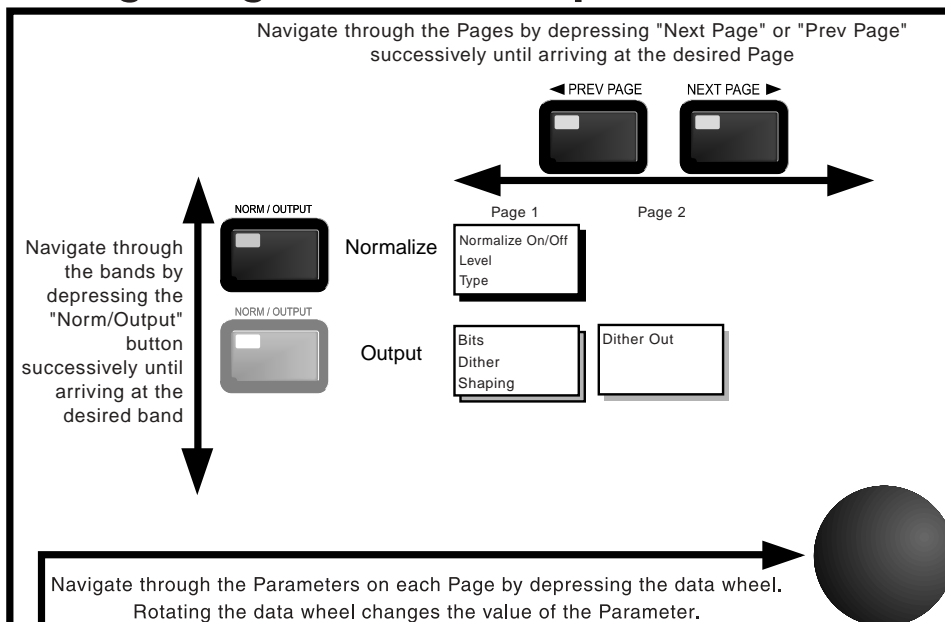 Navigate through the Pages by depressing "Next Page" or "Prev Page"
successively until arriving at the desired Page
◄ PREV PAGE
NEXT PAGE ►
Page 1
Page 2
NORM / OUTPUT
Normalize
Normalize On/Off
Level
Type
Navigate through
the bands by
depressing the
"Norm/Output"
button
successively until
arriving at the
desired band
NORM / OUTPUT
Output
Bits
Dither
Shaping
Dither Out
Navigate through the Parameters on each Page by depressing the data wheel.
Rotating the data wheel changes the value of the Parameter.